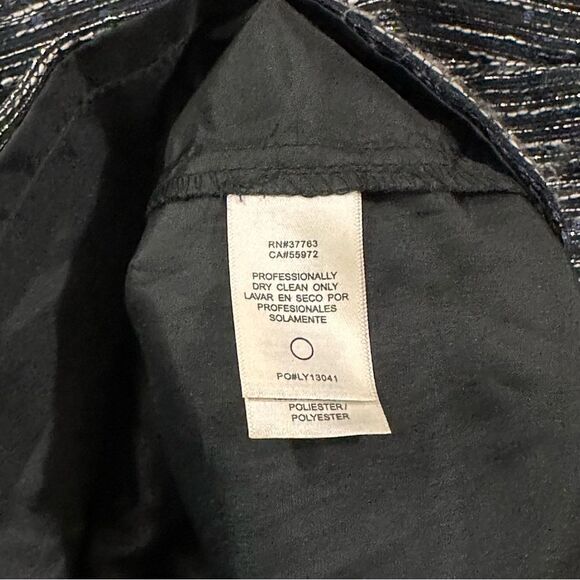 RN#37763
CA#55972
PROFESSIONALLY
DRY CLEAN ONLY
LAVAR EN SECO POR
PROFESIONALES
SOLAMENTE
PO#LY13041
POLIESTER/
POLYESTER